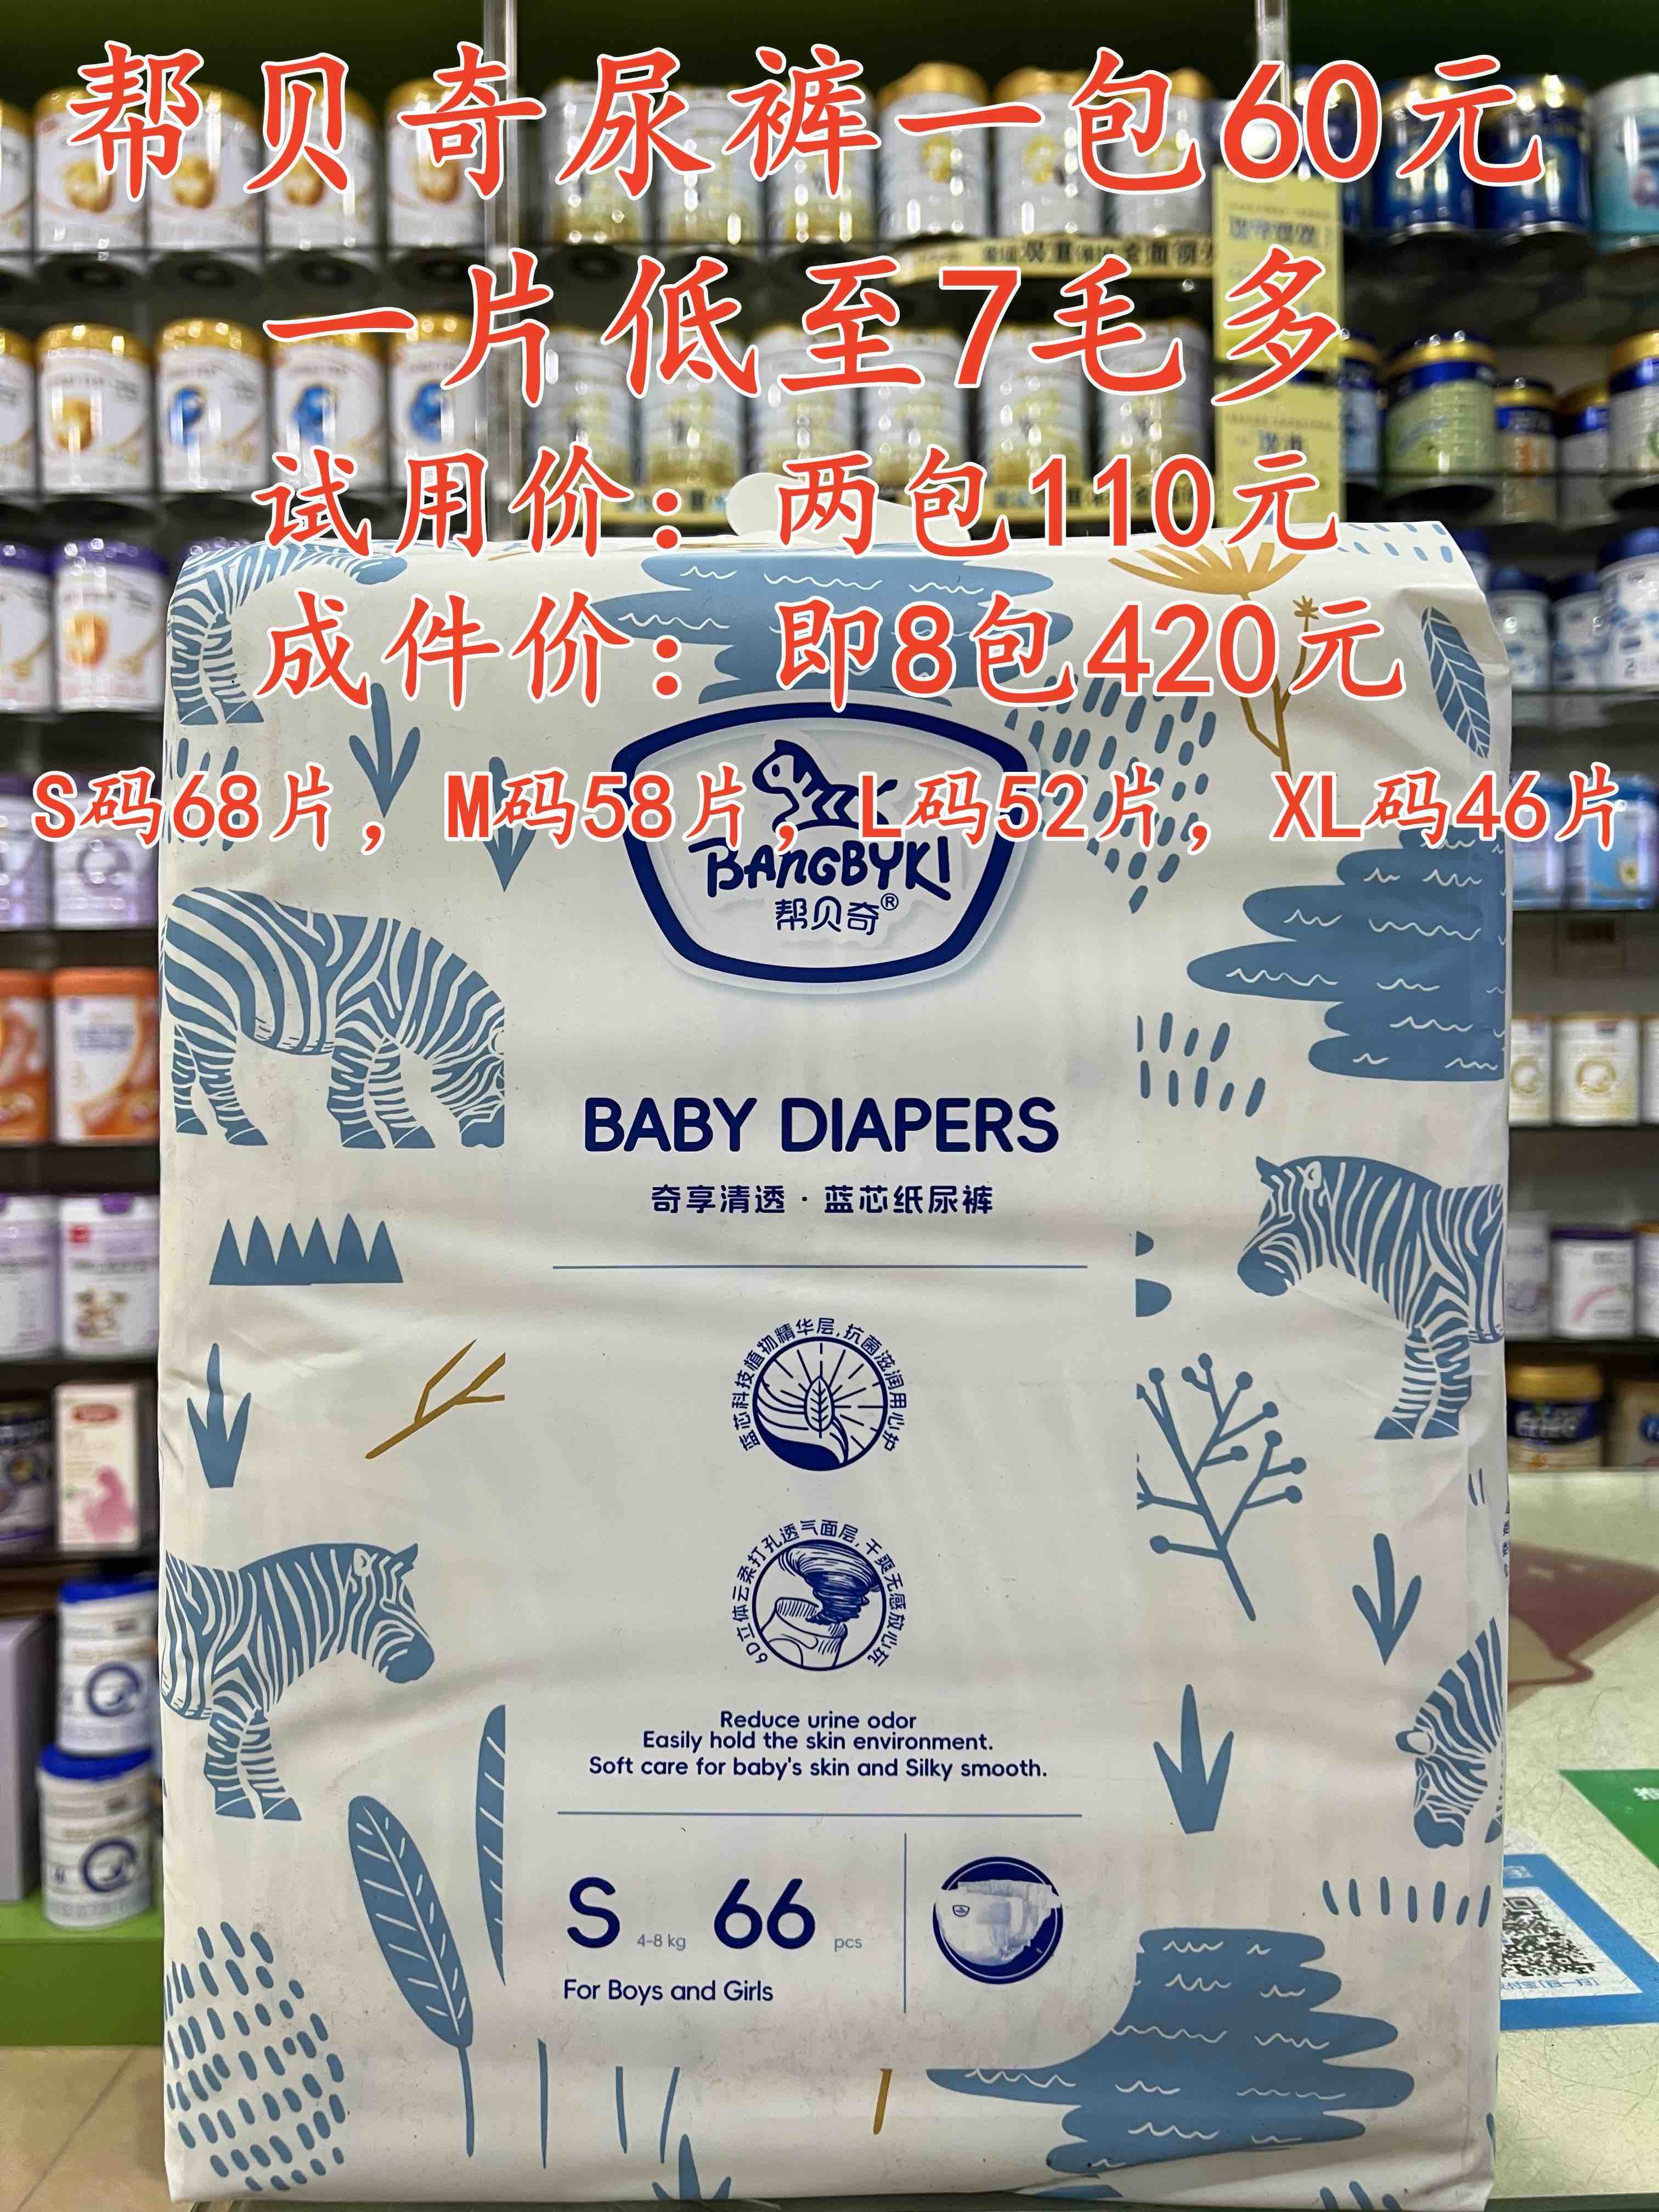 帮贝奇尿裤一包60元
一片低至7毛多
试用价：两包110元
成件价：即8包420元
S码68片，M码58片，L码52片，XL码46片
BANGBYKI
帮贝奇®
BABY DIAPERS
奇享清透·蓝芯纸尿裤
蓝芯科技植物精华层,抗菌滋润用心护
6D立体云柔打孔透气面层,干爽无感放心玩
Reduce urine odor
Easily hold the skin environment.
Soft care for baby's skin and Silky smooth.
S 4-8 kg 66 pcs
For Boys and Girls